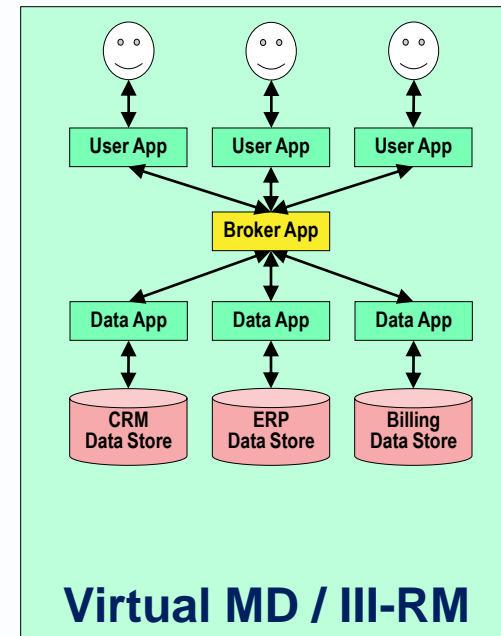 User App User App User App
Broker App
Data App Data App Data App
CRM ERP Billing
Data Store Data Store Data Store
Virtual MD / III-RM